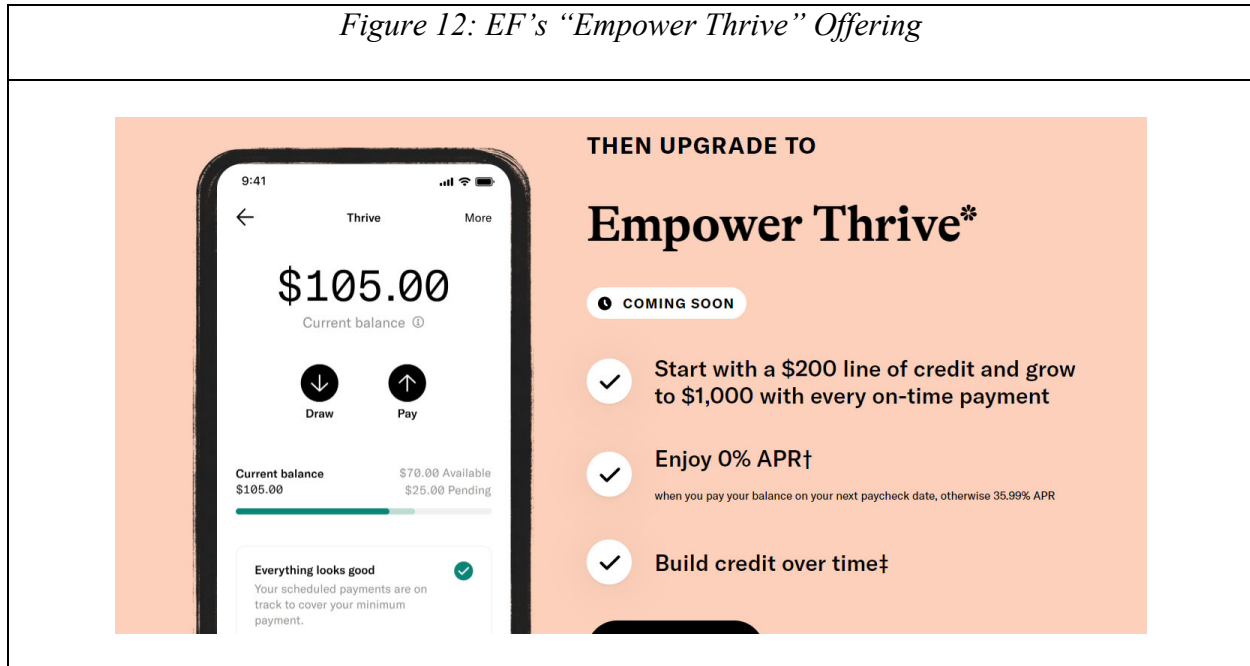 Figure 12: EF’s “Empower Thrive” Offering
9:41
Thrive
More
$105.00
Current balance
Draw
Pay
Current balance
$70.00 Available
$105.00
$25.00 Pending
Everything looks good
Your scheduled payments are on
track to cover your minimum
payment.
THEN UPGRADE TO
Empower Thrive*
COMING SOON
Start with a $200 line of credit and grow
to $1,000 with every on-time payment
Enjoy 0% APR†
when you pay your balance on your next paycheck date, otherwise 35.99% APR
Build credit over time‡